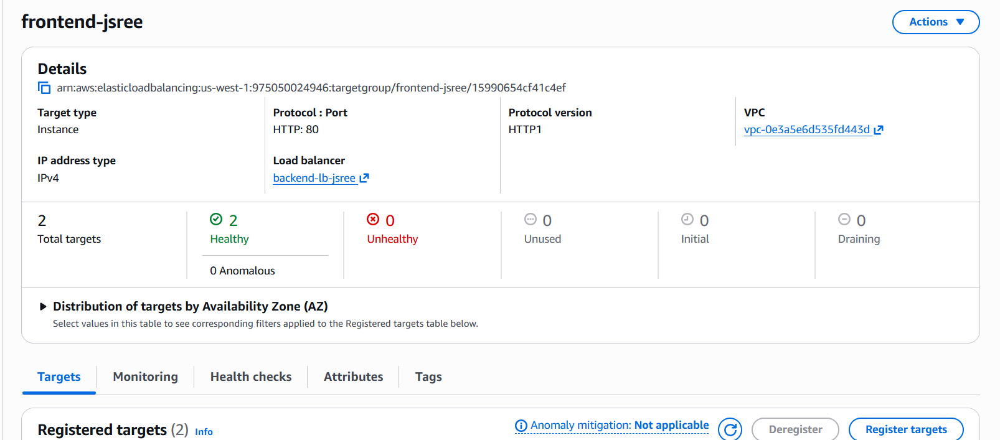 frontend-jsree
Actions
Details
arn:aws:elasticloadbalancing:us-west-1:975050024946:targetgroup/frontend-jsree/15990654cf41c4ef
Target type
Instance
Protocol : Port
HTTP: 80
Protocol version
HTTP1
VPC
vpc-0e3a5e6d535fd443d
IP address type
IPv4
Load balancer
backend-lb-jsree
2
Total targets
2
Healthy
0 Anomalous
0
Unhealthy
0
Unused
0
Initial
0
Draining
Distribution of targets by Availability Zone (AZ)
Select values in this table to see corresponding filters applied to the Registered targets table below.
Targets
Monitoring
Health checks
Attributes
Tags
Registered targets (2) Info
Anomaly mitigation: Not applicable
Deregister
Register targets